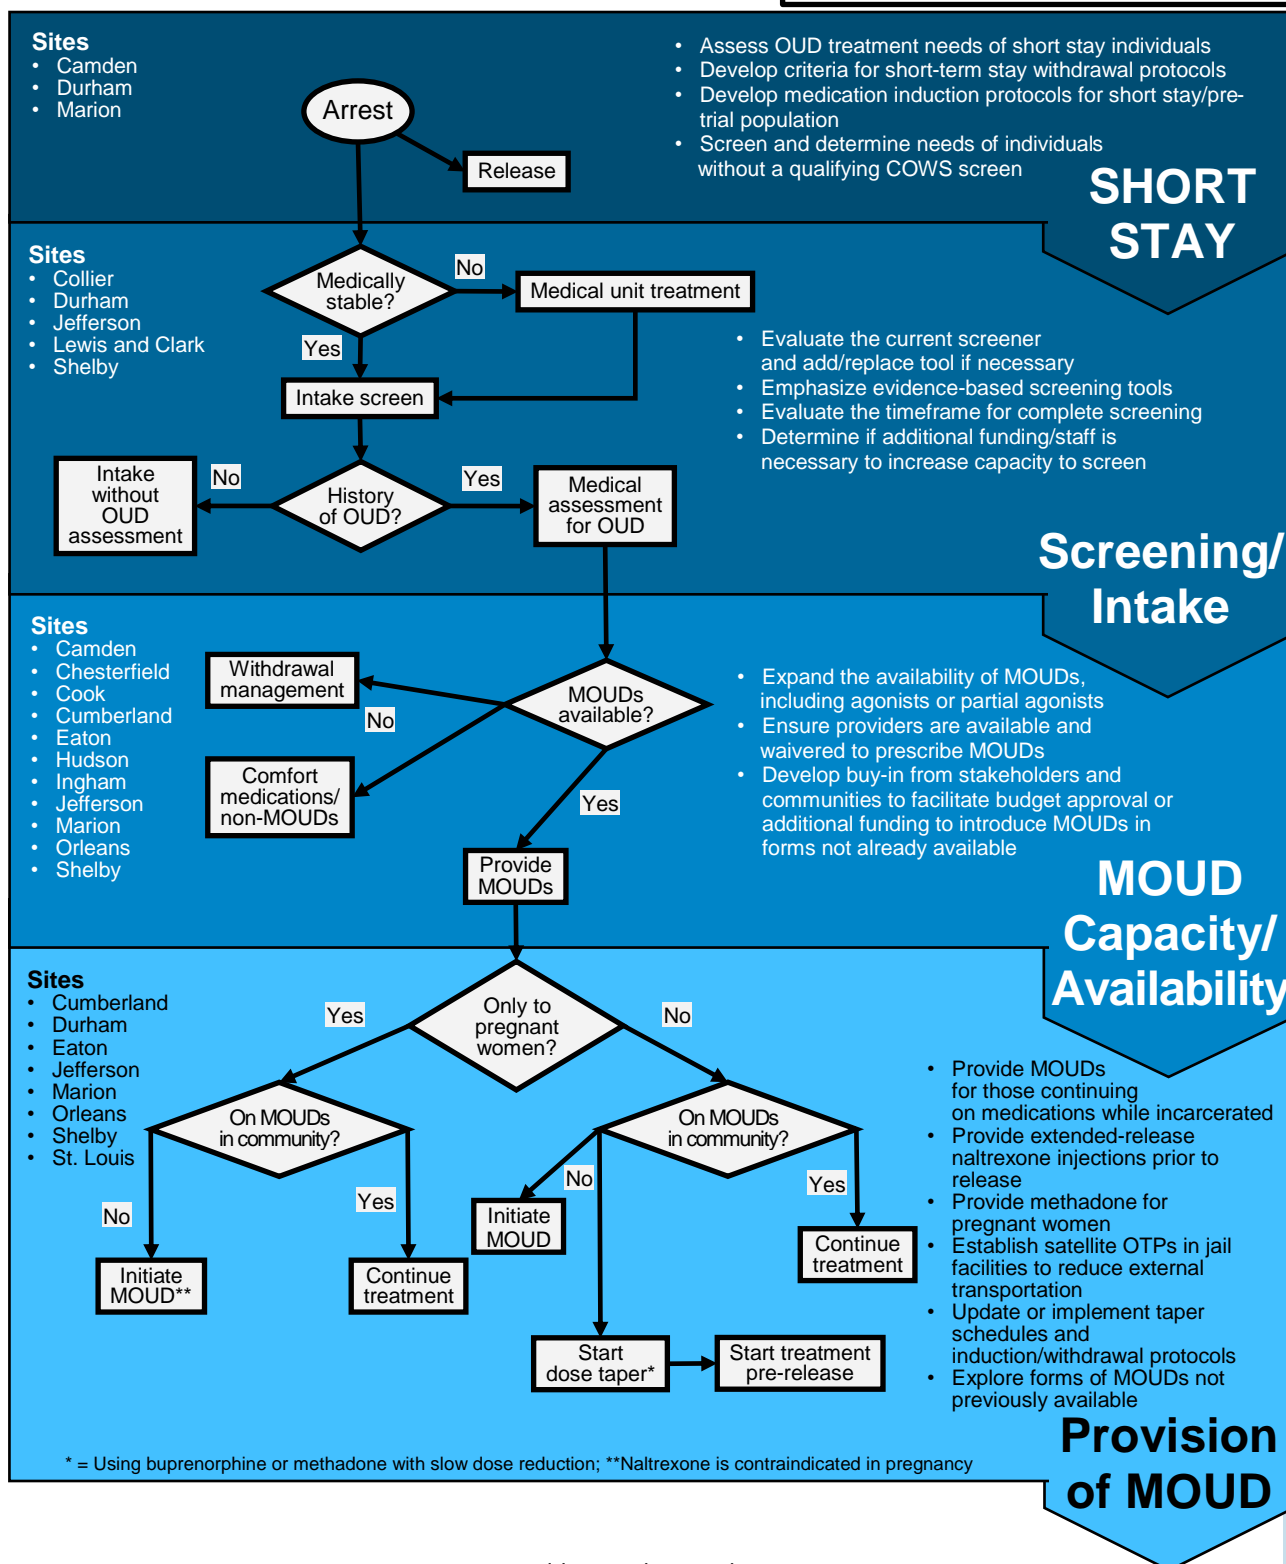 Sites
• Camden
• Durham
• Marion
Arrest
Release
• Assess OUD treatment needs of short stay individuals
• Develop criteria for short-term stay withdrawal protocols
• Develop medication induction protocols for short stay/pre-
trial population
• Screen and determine needs of individuals
without a qualifying COWS screen
SHORT
STAY
Sites
• Collier
• Durham
• Jefferson
• Lewis and Clark
• Shelby
Medically
stable?
No
Medical unit treatment
Yes
Intake screen
• Evaluate the current screener
and add/replace tool if necessary
• Emphasize evidence-based screening tools
• Evaluate the timeframe for complete screening
• Determine if additional funding/staff is
necessary to increase capacity to screen
Intake
without
OUD
assessment
No
History
of OUD?
Yes
Medical
assessment
for OUD
Screening/
Intake
Sites
• Camden
• Chesterfield
• Cook
• Cumberland
• Eaton
• Hudson
• Ingham
• Jefferson
• Marion
• Orleans
• Shelby
Withdrawal
management
No
MOUDs
available?
Comfort
medications/
non-MOUDs
Yes
Provide
MOUDs
• Expand the availability of MOUDs,
including agonists or partial agonists
• Ensure providers are available and
waivered to prescribe MOUDs
• Develop buy-in from stakeholders and
communities to facilitate budget approval or
additional funding to introduce MOUDs in
forms not already available
MOUD
Capacity/
Availability
Sites
• Cumberland
• Durham
• Eaton
• Jefferson
• Marion
• Orleans
• Shelby
• St. Louis
Yes
Only to
pregnant
women?
No
On MOUDs
in community?
No
Yes
Initiate
MOUD**
Continue
treatment
On MOUDs
in community?
No
Yes
Initiate
MOUD
Continue
treatment
Start
dose taper*
Start treatment
pre-release
• Provide MOUDs
for those continuing
on medications while incarcerated
• Provide extended-release
naltrexone injections prior to
release
• Provide methadone for
pregnant women
• Establish satellite OTPs in jail
facilities to reduce external
transportation
• Update or implement taper
schedules and
induction/withdrawal protocols
• Explore forms of MOUDs not
previously available
Provision
of MOUD
* = Using buprenorphine or methadone with slow dose reduction; **Naltrexone is contraindicated in pregnancy